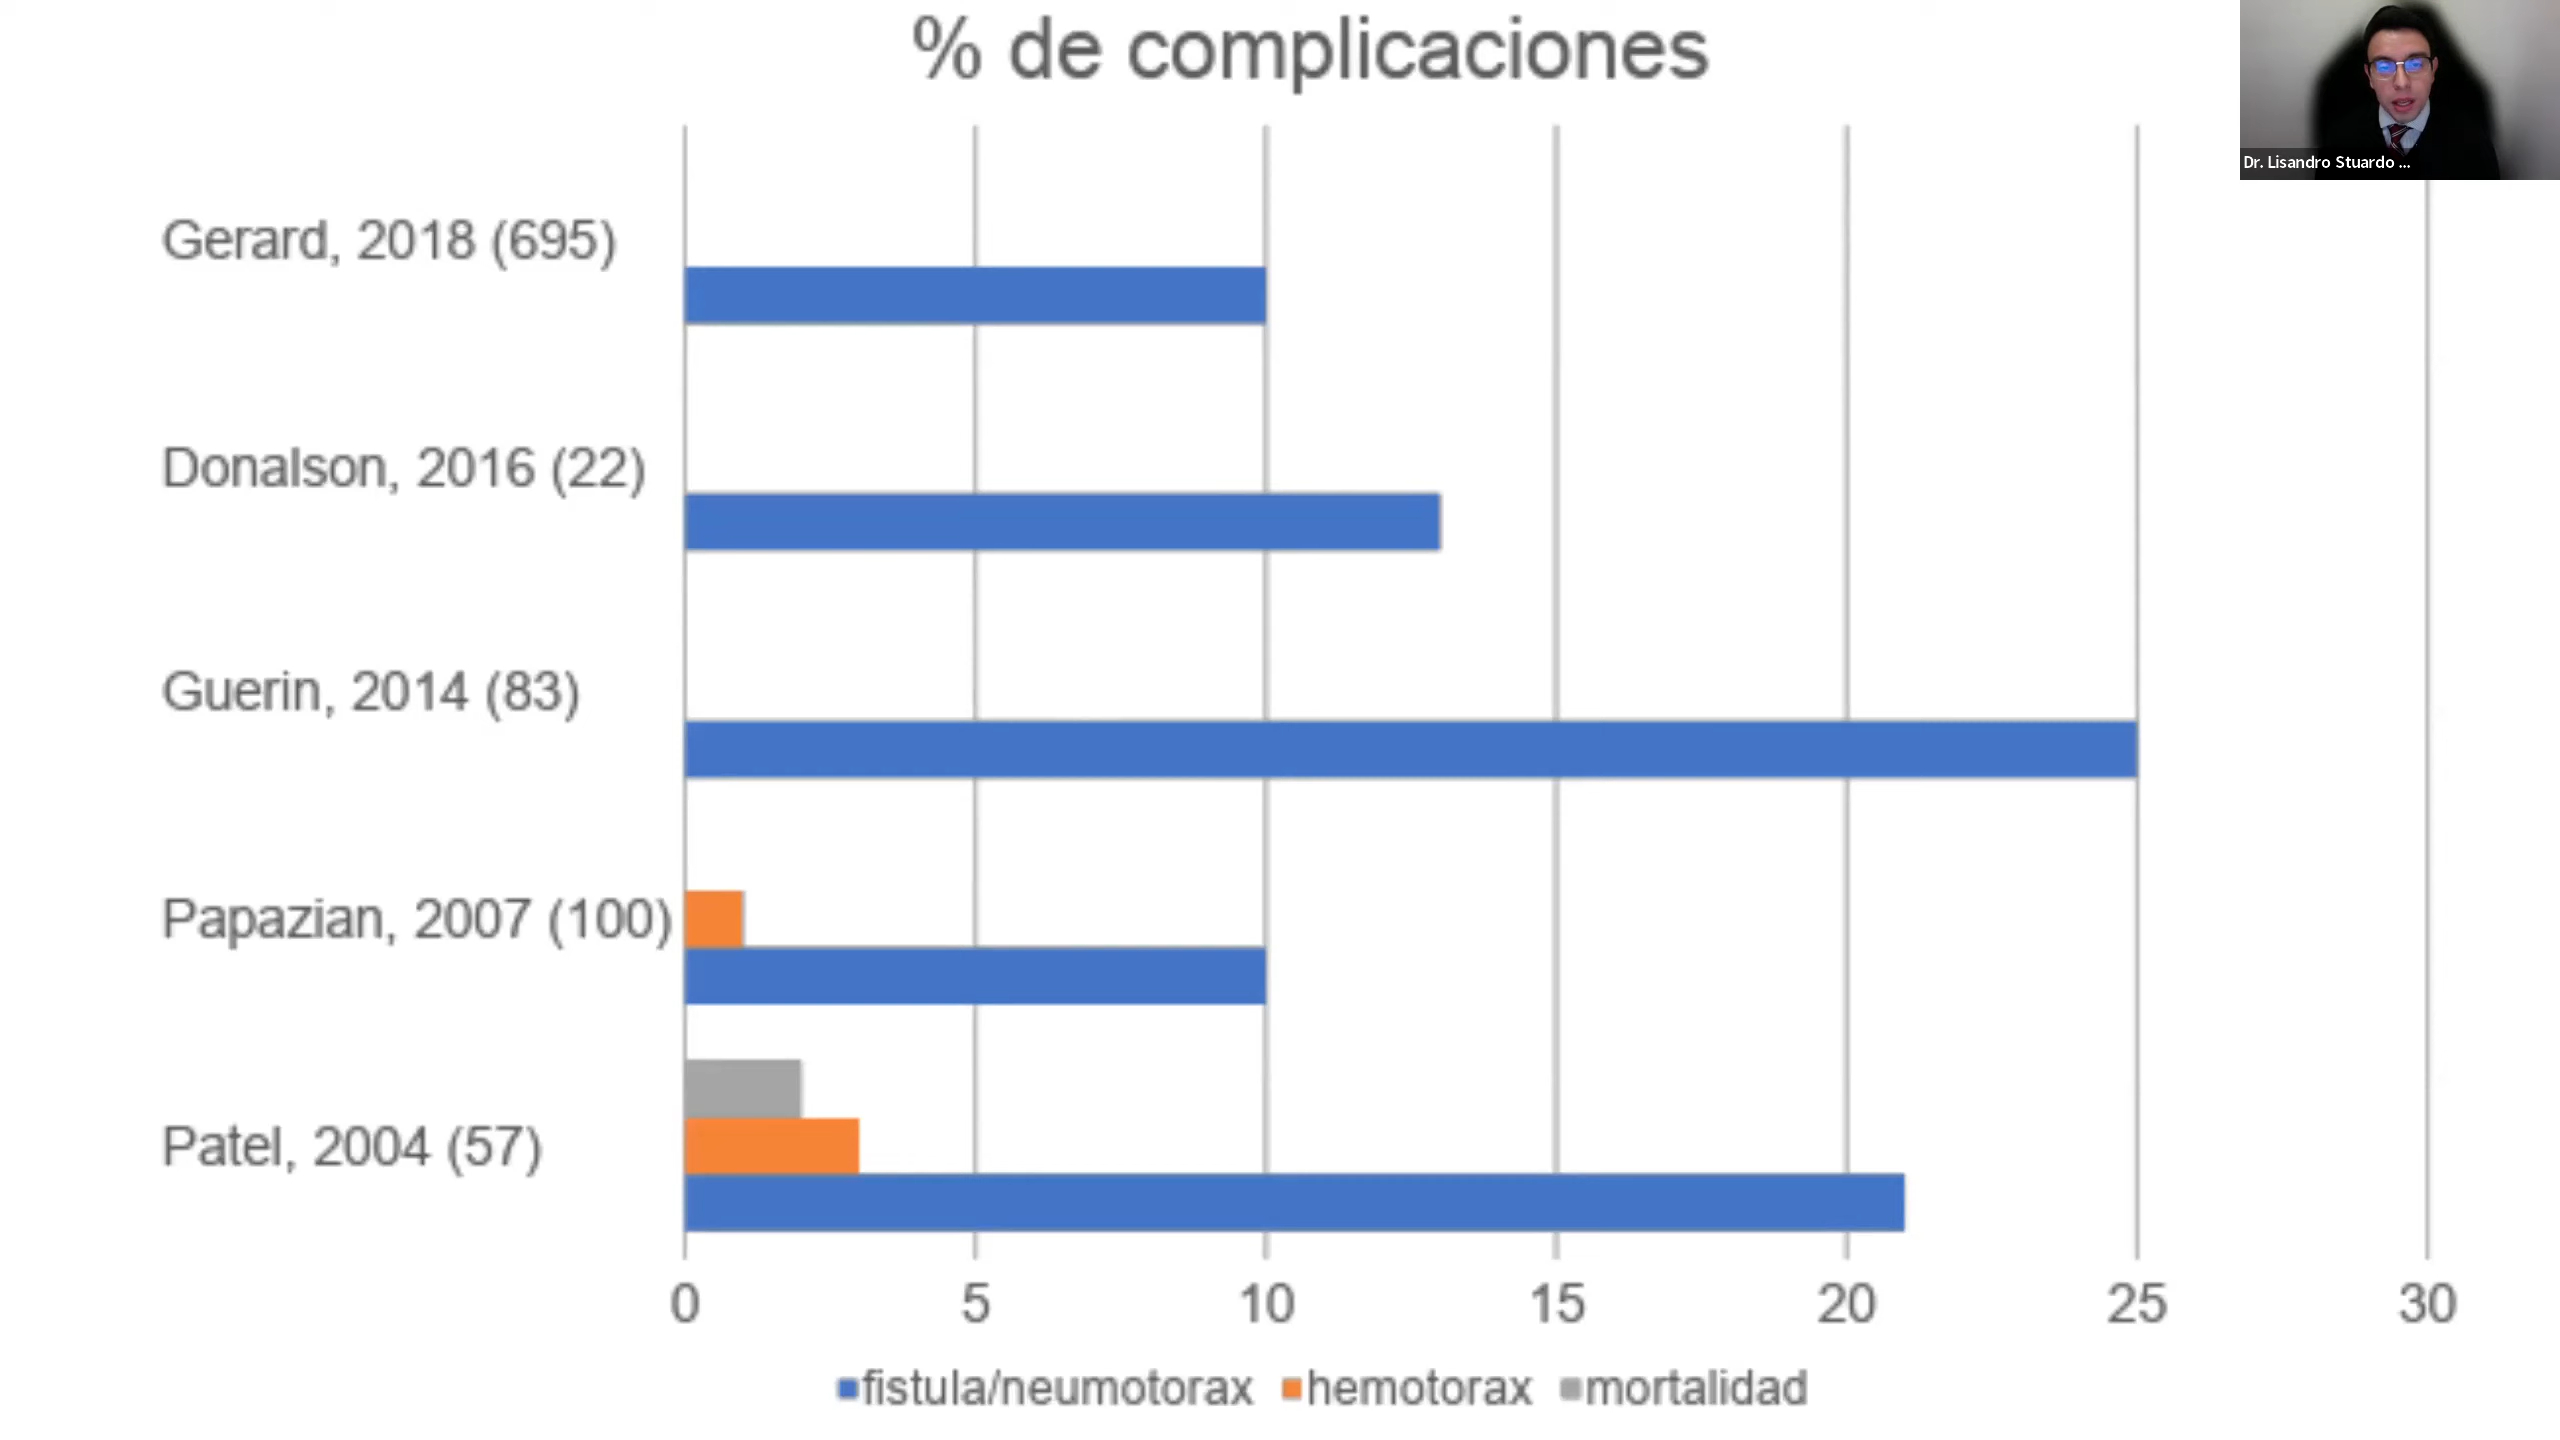 % de complicaciones
Dr. Lisandro Stuardo ...
Gerard, 2018 (695)
Donalson, 2016 (22)
Guerin, 2014 (83)
Papazian, 2007 (100)
Patel, 2004 (57)
0 5 10 15 20 25 30
fistula/neumotorax hemotorax mortalidad